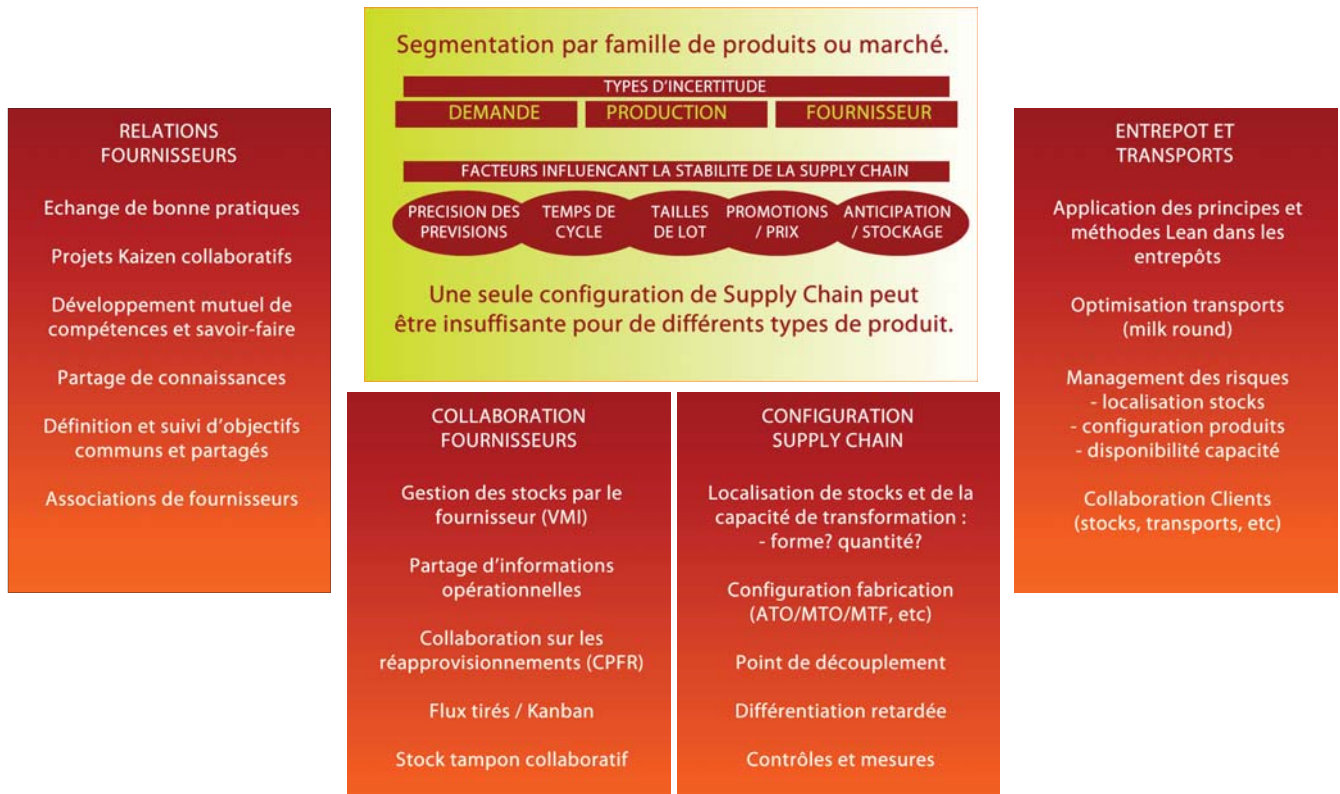 Segmentation par famille de produits ou marché.
TYPES D'INCERTITUDE
DEMANDE
PRODUCTION
FOURNISSEUR
FACTEURS INFLUENCANT LA STABILITE DE LA SUPPLY CHAIN
PRECISION DES
PREVISIONS
TEMPS DE
CYCLE
TAILLES
DE LOT
PROMOTIONS
/ PRIX
ANTICIPATION
/ STOCKAGE
Une seule configuration de Supply Chain peut
être insuffisante pour de différents types de produit.
RELATIONS
FOURNISSEURS
Echange de bonne pratiques
Projets Kaizen collaboratifs
Développement mutuel de
compétences et savoir-faire
Partage de connaissances
Définition et suivi d'objectifs
communs et partagés
Associations de fournisseurs
COLLABORATION
FOURNISSEURS
Gestion des stocks par le
fournisseur (VMI)
Partage d'informations
opérationnelles
Collaboration sur les
réapprovisionnements (CPFR)
Flux tirés / Kanban
Stock tampon collaboratif
CONFIGURATION
SUPPLY CHAIN
Localisation de stocks et de la
capacité de transformation :
- forme? quantité?
Configuration fabrication
(ATO/MTO/MTF, etc)
Point de découplement
Différentiation retardée
Contrôles et mesures
ENTREPOT ET
TRANSPORTS
Application des principes et
méthodes Lean dans les
entrepôts
Optimisation transports
(milk round)
Management des risques
- localisation stocks
- configuration produits
- disponibilité capacité
Collaboration Clients
(stocks, transports, etc)